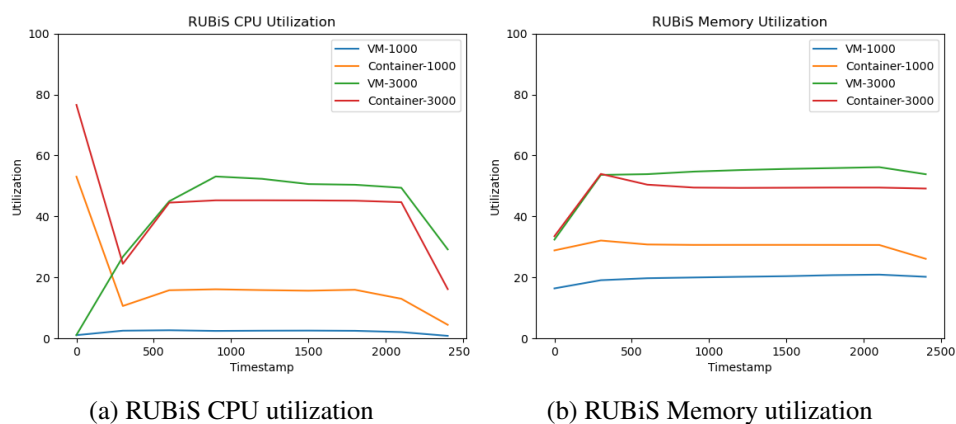 RUBiS CPU Utilization
100
80
60
40
20
0
Utilization
VM-1000
Container-1000
VM-3000
Container-3000
0 500 1000 1500 2000 250
Timestamp
(a) RUBiS CPU utilization
RUBiS Memory Utilization
100
80
60
40
20
0
Utilization
VM-1000
Container-1000
VM-3000
Container-3000
0 500 1000 1500 2000 2500
Timestamp
(b) RUBiS Memory utilization